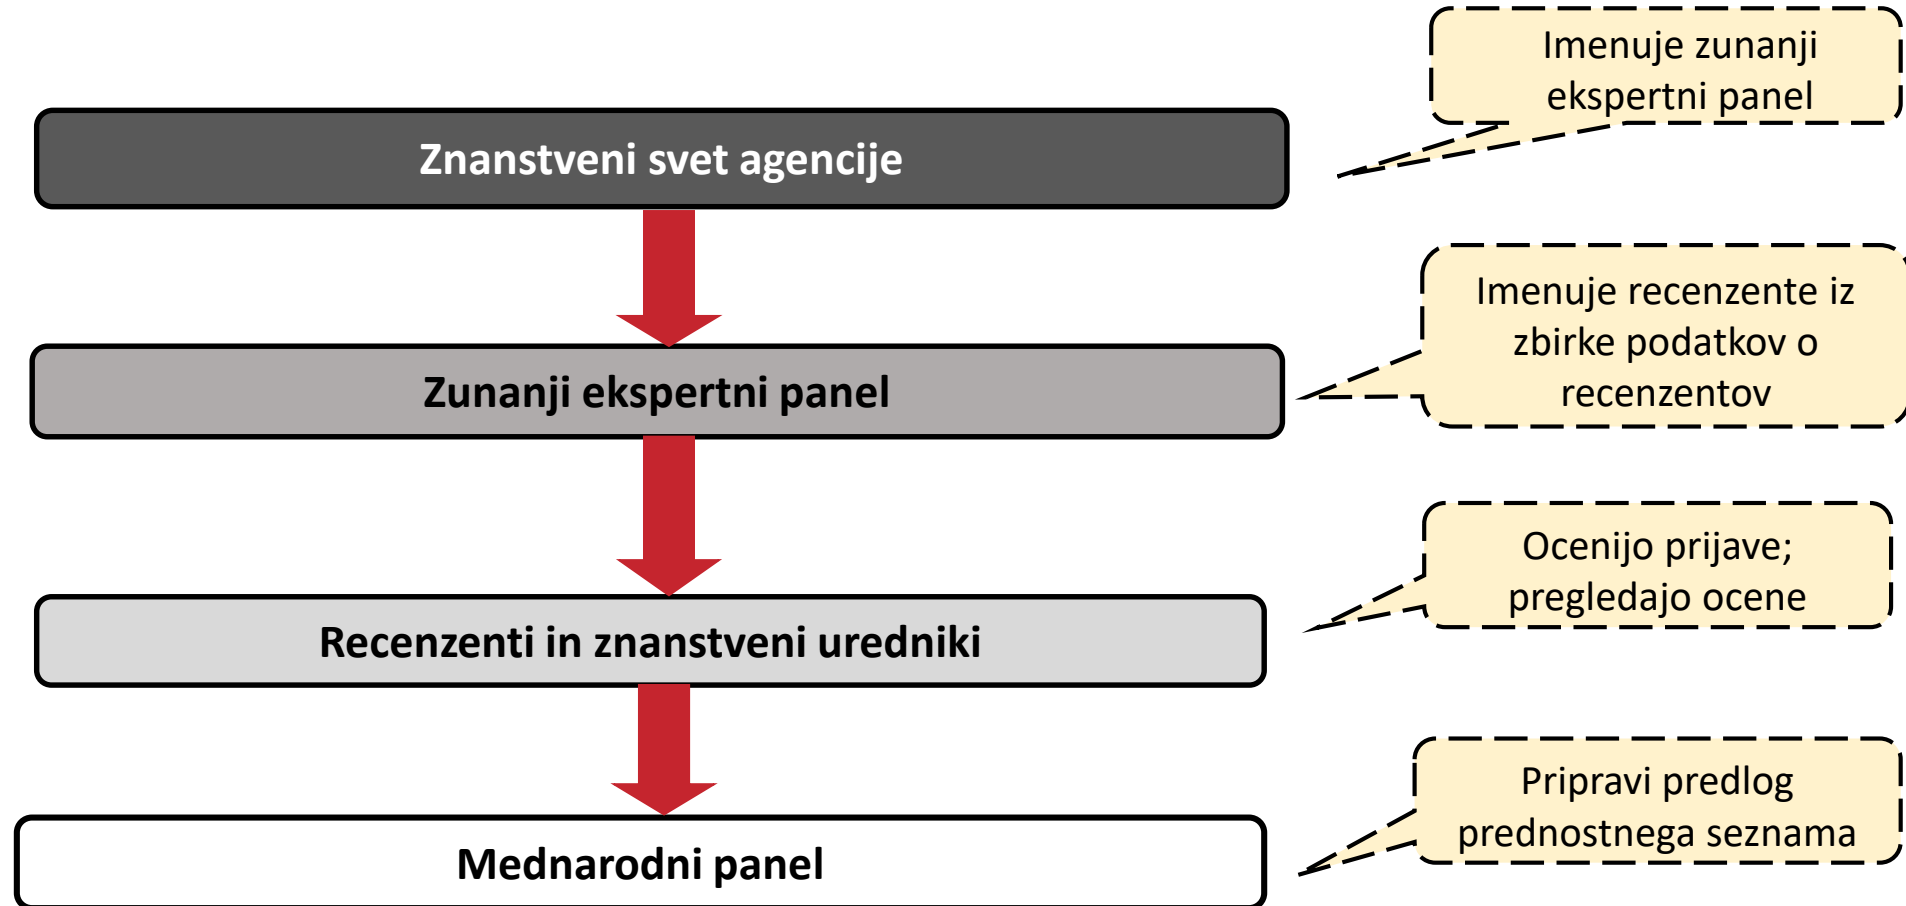 Imenuje zunanji
ekspertni panel
Znanstveni svet agencije
Imenuje recenzente iz
zbirke podatkov o
recenzentov
Zunanji ekspertni panel
Ocenijo prijave;
pregledajo ocene
Recenzenti in znanstveni uredniki
Pripravi predlog
prednostnega seznama
Mednarodni panel